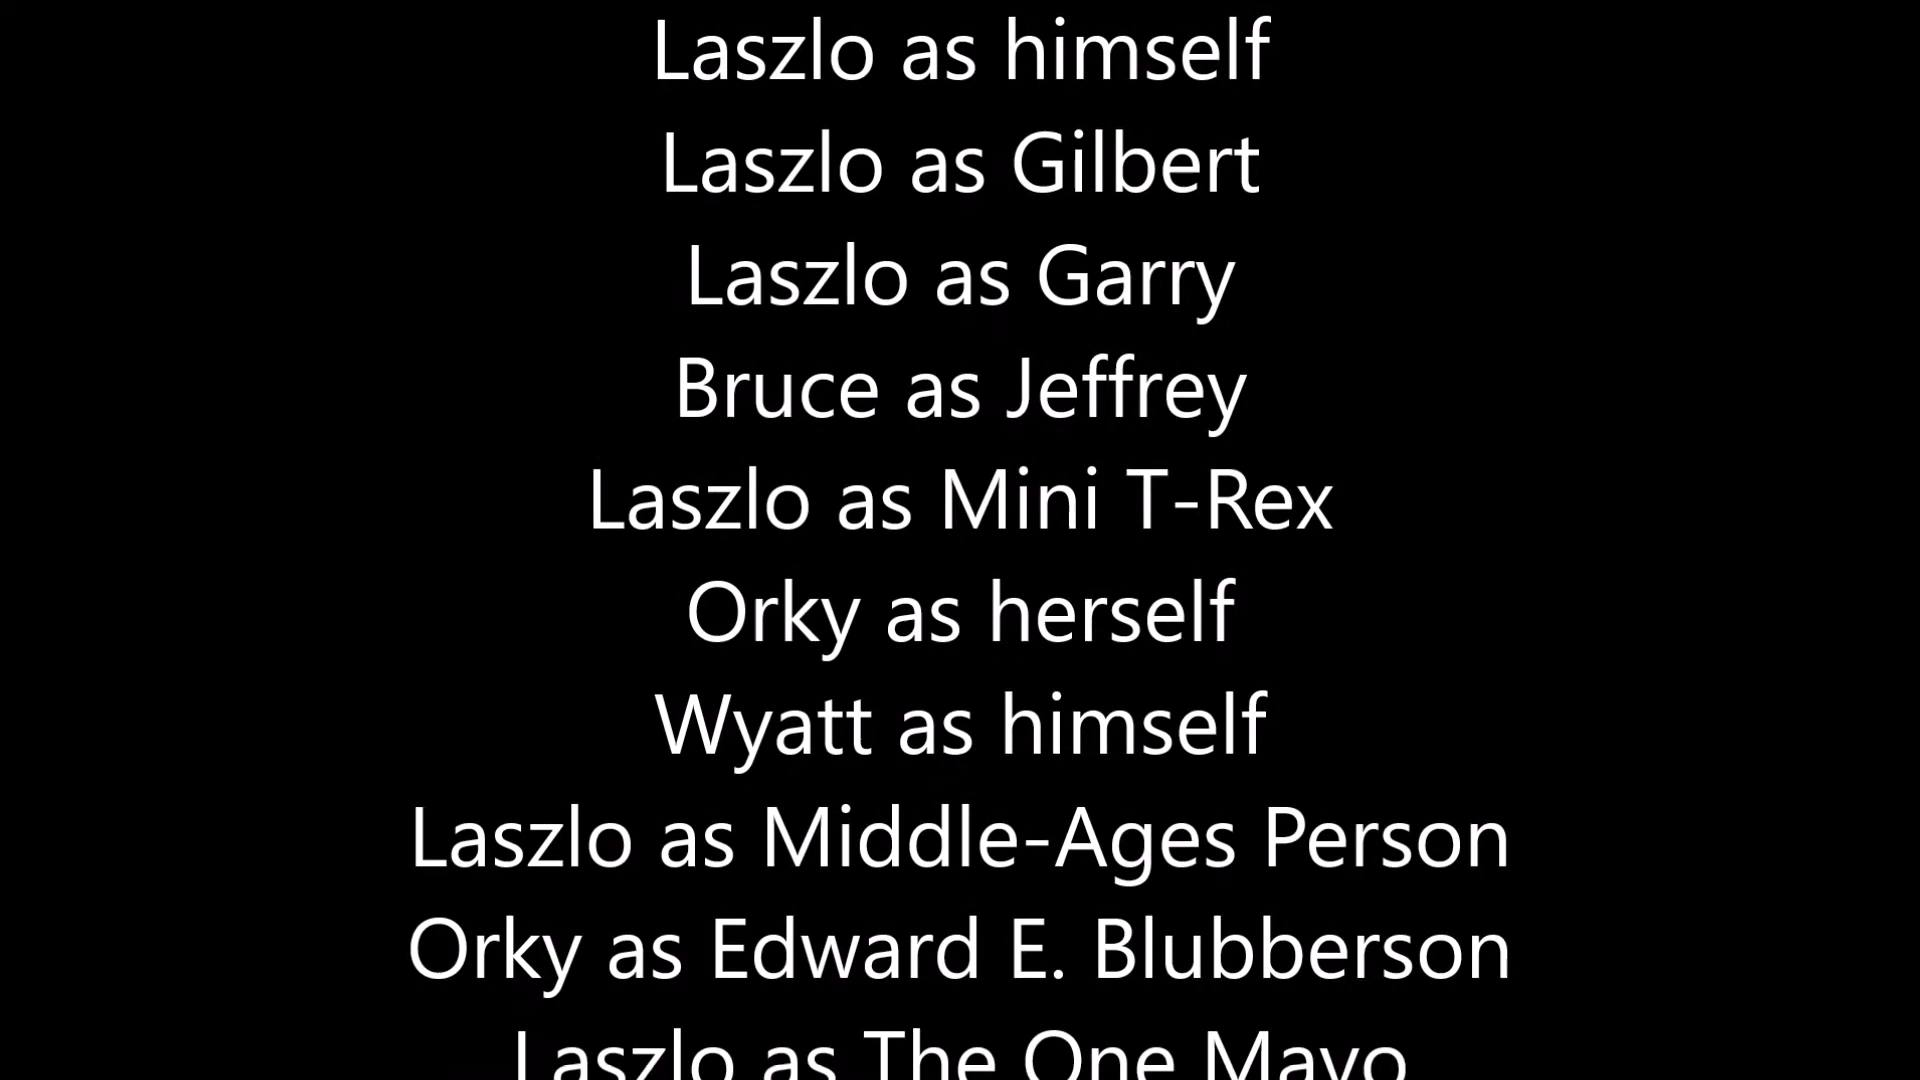 Laszlo as himself
Laszlo as Gilbert
Laszlo as Garry
Bruce as Jeffrey
Laszlo as Mini T-Rex
Orky as herself
Wyatt as himself
Laszlo as Middle-Ages Person
Orky as Edward E. Blubberson
Laszlo as The One Mayo